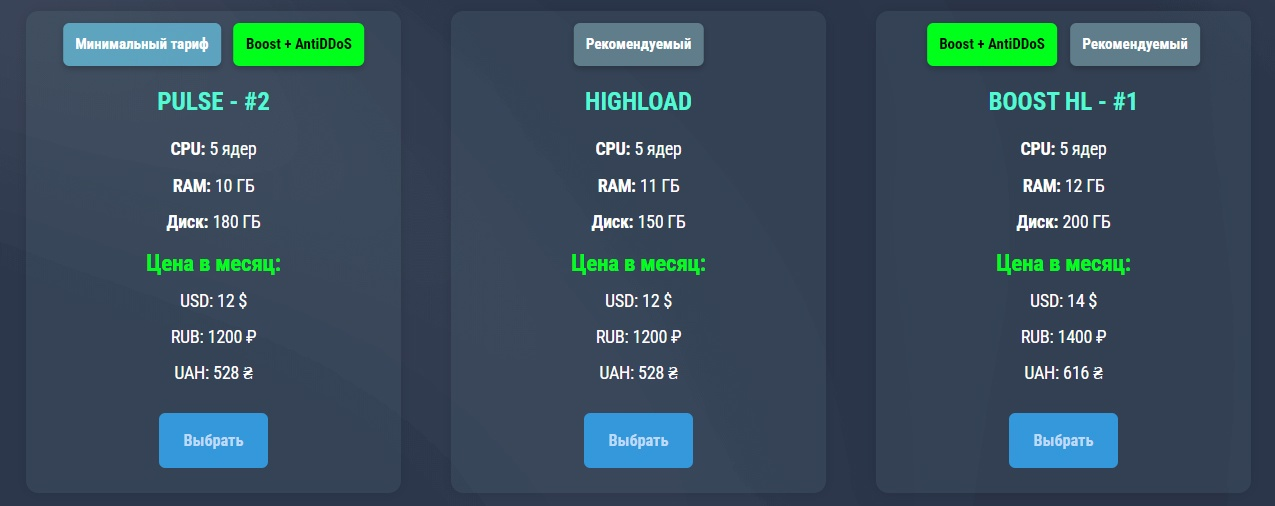 Минимальный тариф
Boost + AntiDDoS
PULSE - #2
CPU: 5 ядер
RAM: 10 ГБ
Диск: 180 ГБ
Цена в месяц:
USD: 12 $
RUB: 1200 ₽
UAH: 528 ₴
Выбрать
Рекомендуемый
HIGHLOAD
CPU: 5 ядер
RAM: 11 ГБ
Диск: 150 ГБ
Цена в месяц:
USD: 12 $
RUB: 1200 ₽
UAH: 528 ₴
Выбрать
Boost + AntiDDoS
Рекомендуемый
BOOST HL - #1
CPU: 5 ядер
RAM: 12 ГБ
Диск: 200 ГБ
Цена в месяц:
USD: 14 $
RUB: 1400 ₽
UAH: 616 ₴
Выбрать